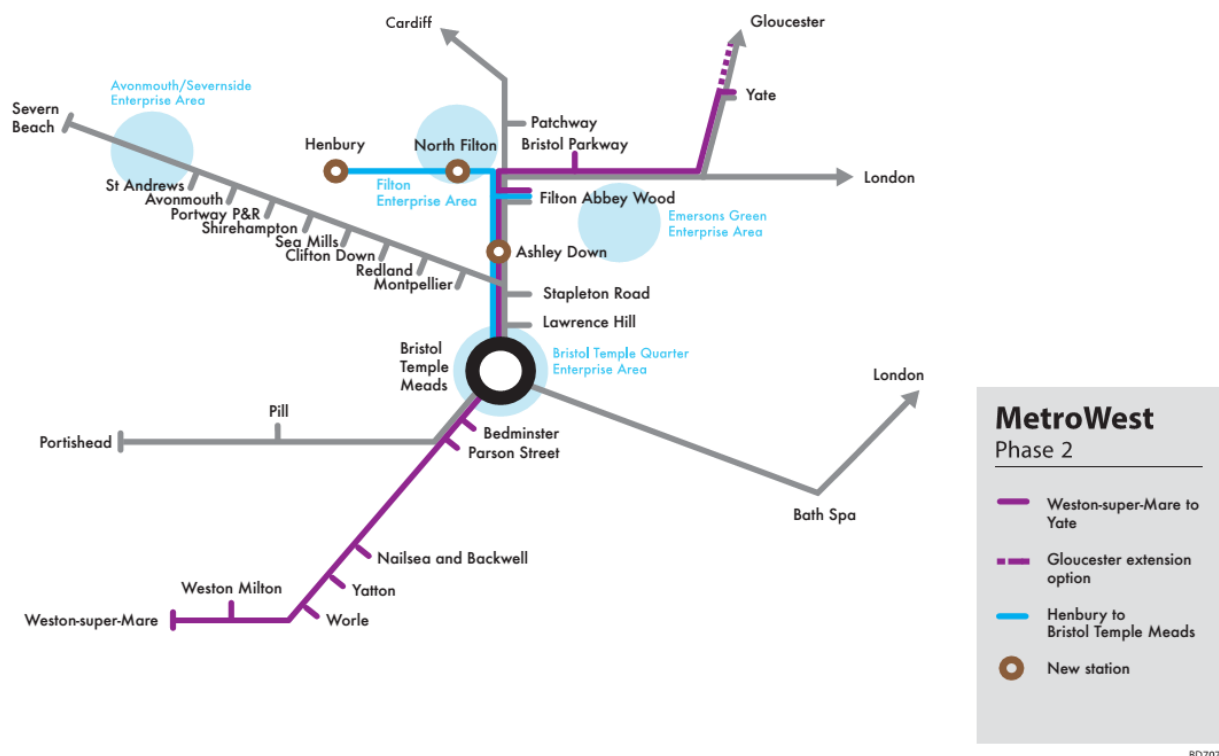 Cardiff
Gloucester
Avonmouth/Severnside
Enterprise Area
Severn
Beach
Yate
Patchway
Henbury
North Filton
Bristol Parkway
London
St Andrews
Avonmouth
Portway P&R
Shirehampton
Sea Mills
Clifton Down
Redland
Montpellier
Filton
Enterprise Area
Filton Abbey Wood
Emersons Green
Enterprise Area
Ashley Down
Stapleton Road
Lawrence Hill
Bristol
Temple
Meads
Bristol Temple Quarter
Enterprise Area
London
Pill
Portishead
Bedminster
Parson Street
Bath Spa
Nailsea and Backwell
Weston Milton
Yatton
Weston-super-Mare
Worle
MetroWest
Phase 2
Weston-super-Mare to
Yate
Gloucester extension
option
Henbury to
Bristol Temple Meads
New station